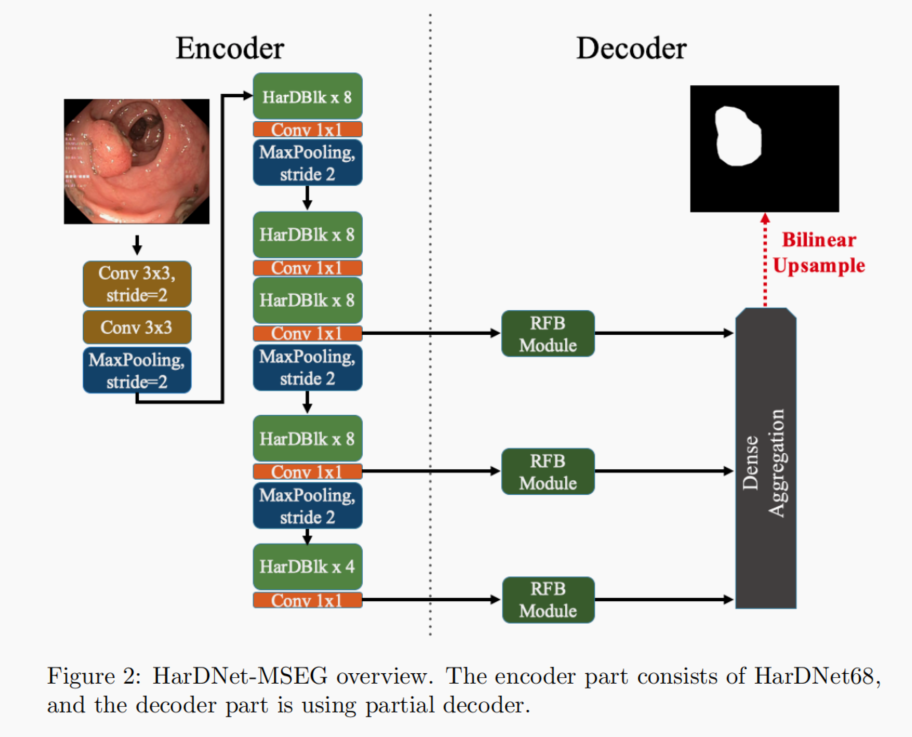 Encoder
Decoder
HarDBlk x 8
Conv 1x1
MaxPooling,
stride 2
Conv 3x3,
stride=2
Conv 3x3
MaxPooling,
stride=2
HarDBlk x 8
Conv 1x1
HarDBlk x 8
Conv 1x1
MaxPooling,
stride 2
HarDBlk x 8
Conv 1x1
MaxPooling,
stride 2
HarDBlk x 4
Conv 1x1
RFB
Module
RFB
Module
RFB
Module
Dense
Aggregation
Bilinear
Upsample
Figure 2: HarDNet-MSEG overview. The encoder part consists of HarDNet68,
and the decoder part is using partial decoder.